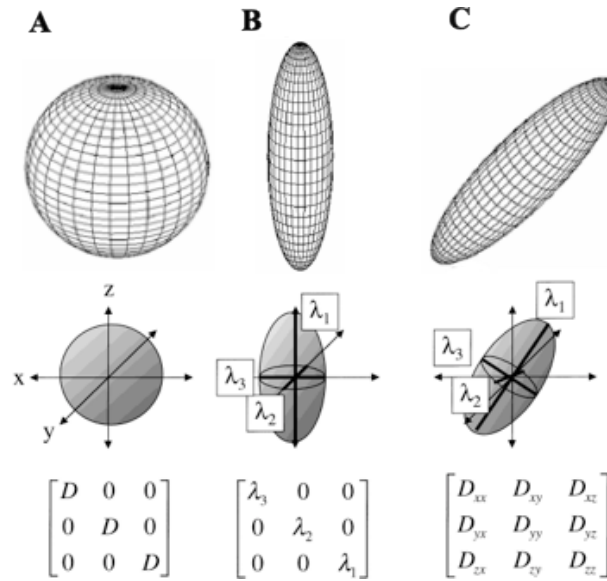 A B C
z
x
y
λ₁
λ₃
λ₂
λ₁
λ₃
λ₂
D 0 0
0 D 0
0 0 D
λ₃ 0 0
0 λ₂ 0
0 0 λ₁
Dxx Dxy Dxz
Dyx Dyy Dyz
Dzx Dzy Dzz